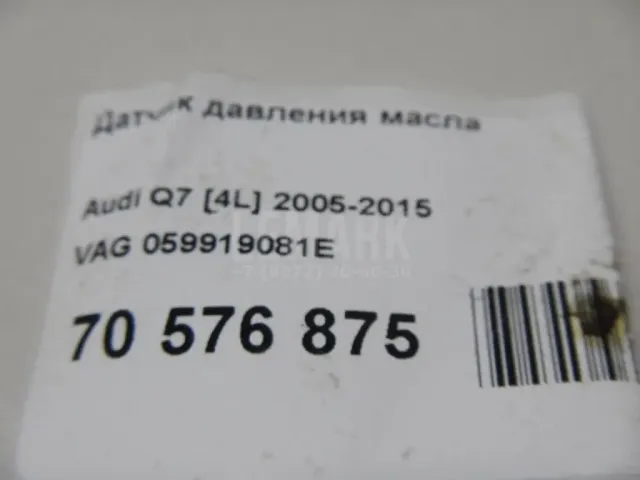 Датчик давления масла
Audi Q7 [4L] 2005-2015
VAG 059919081E
70 576 875